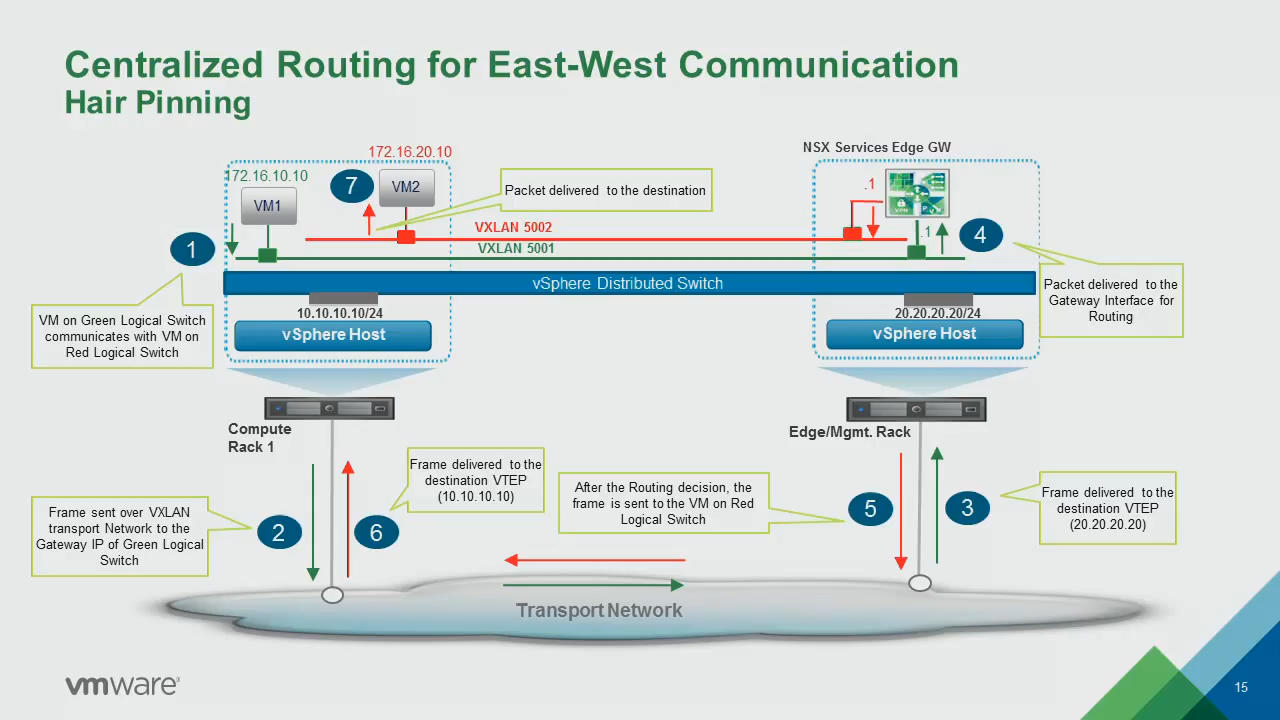 Centralized Routing for East-West Communication
Hair Pinning
172.16.20.10
NSX Services Edge GW
172.16.10.10
7
VM2
VM1
Packet delivered to the destination
.1
VPN
VXLAN 5002
VXLAN 5001
.1
4
1
vSphere Distributed Switch
Packet delivered to the
Gateway Interface for
Routing
10.10.10.10/24
20.20.20.20/24
VM on Green Logical Switch
communicates with VM on
Red Logical Switch
vSphere Host
vSphere Host
Compute
Rack 1
Edge/Mgmt. Rack
Frame delivered to the
destination VTEP
(10.10.10.10)
After the Routing decision, the
frame is sent to the VM on Red
Logical Switch
Frame delivered to the
destination VTEP
(20.20.20.20)
Frame sent over VXLAN
transport Network to the
Gateway IP of Green Logical
Switch
2
6
5
3
Transport Network
vmware
15